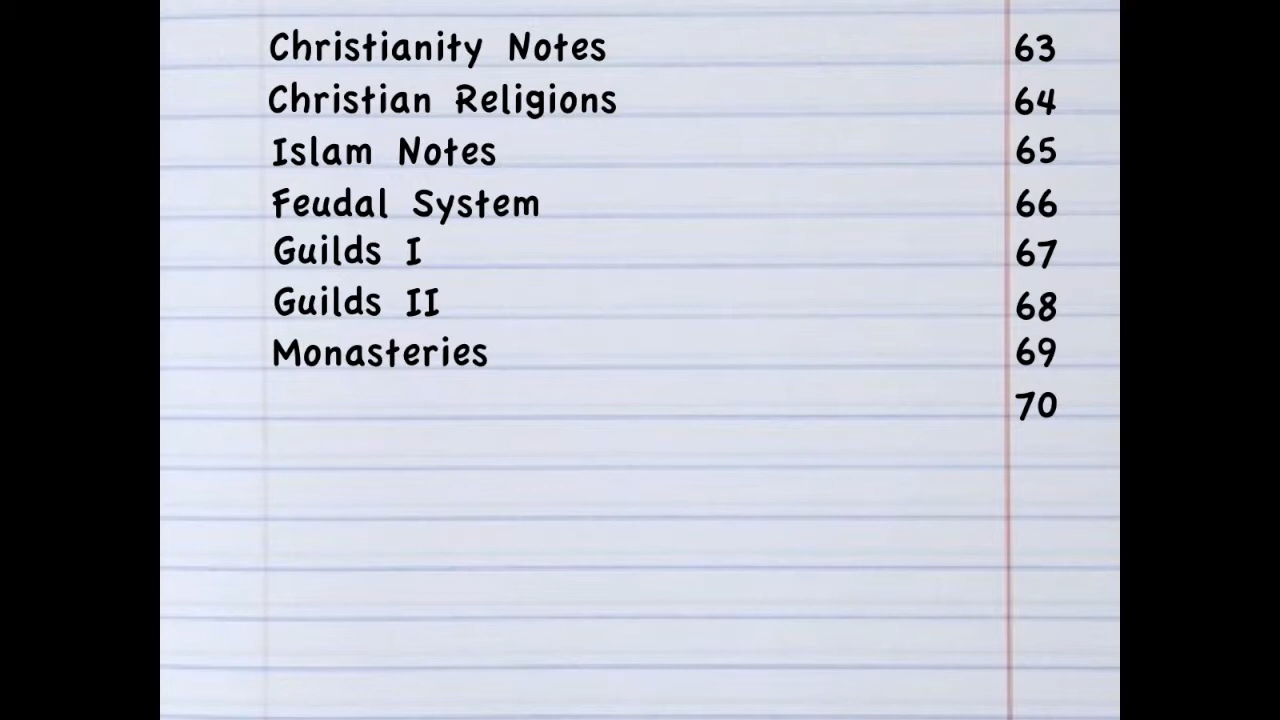 Christianity Notes 63
Christian Religions 64
Islam Notes 65
Feudal System 66
Guilds I 67
Guilds II 68
Monasteries 69
70